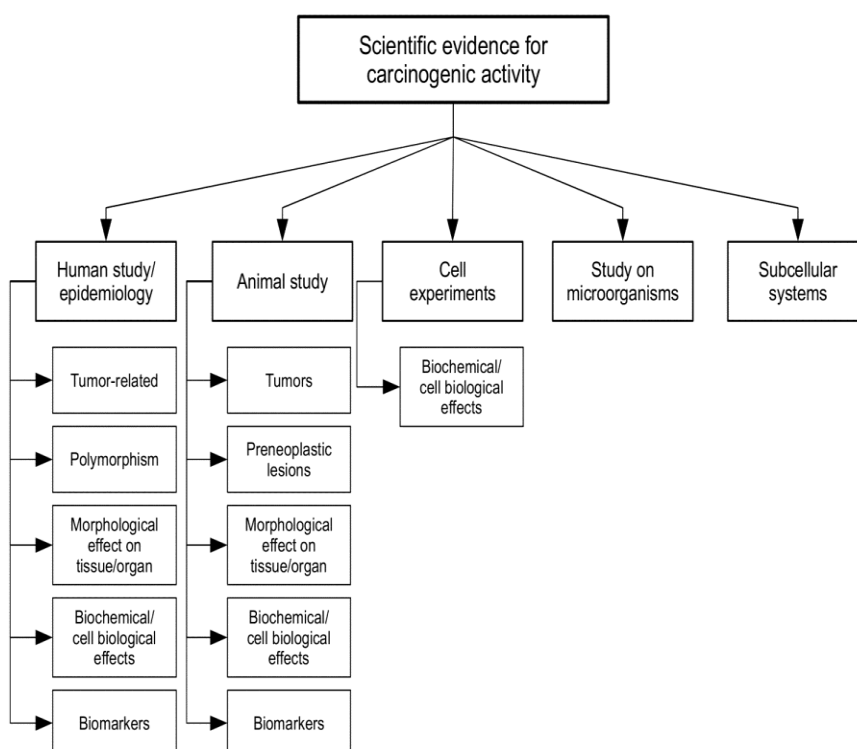 Scientific evidence for
carcinogenic activity
Human study/
epidemiology
Animal study
Cell
experiments
Study on
microorganisms
Subcellular
systems
Tumor-related
Polymorphism
Morphological
effect on
tissue/organ
Biochemical/
cell biological
effects
Biomarkers
Tumors
Preneoplastic
lesions
Morphological
effect on
tissue/organ
Biochemical/
cell biological
effects
Biomarkers
Biochemical/
cell biological
effects